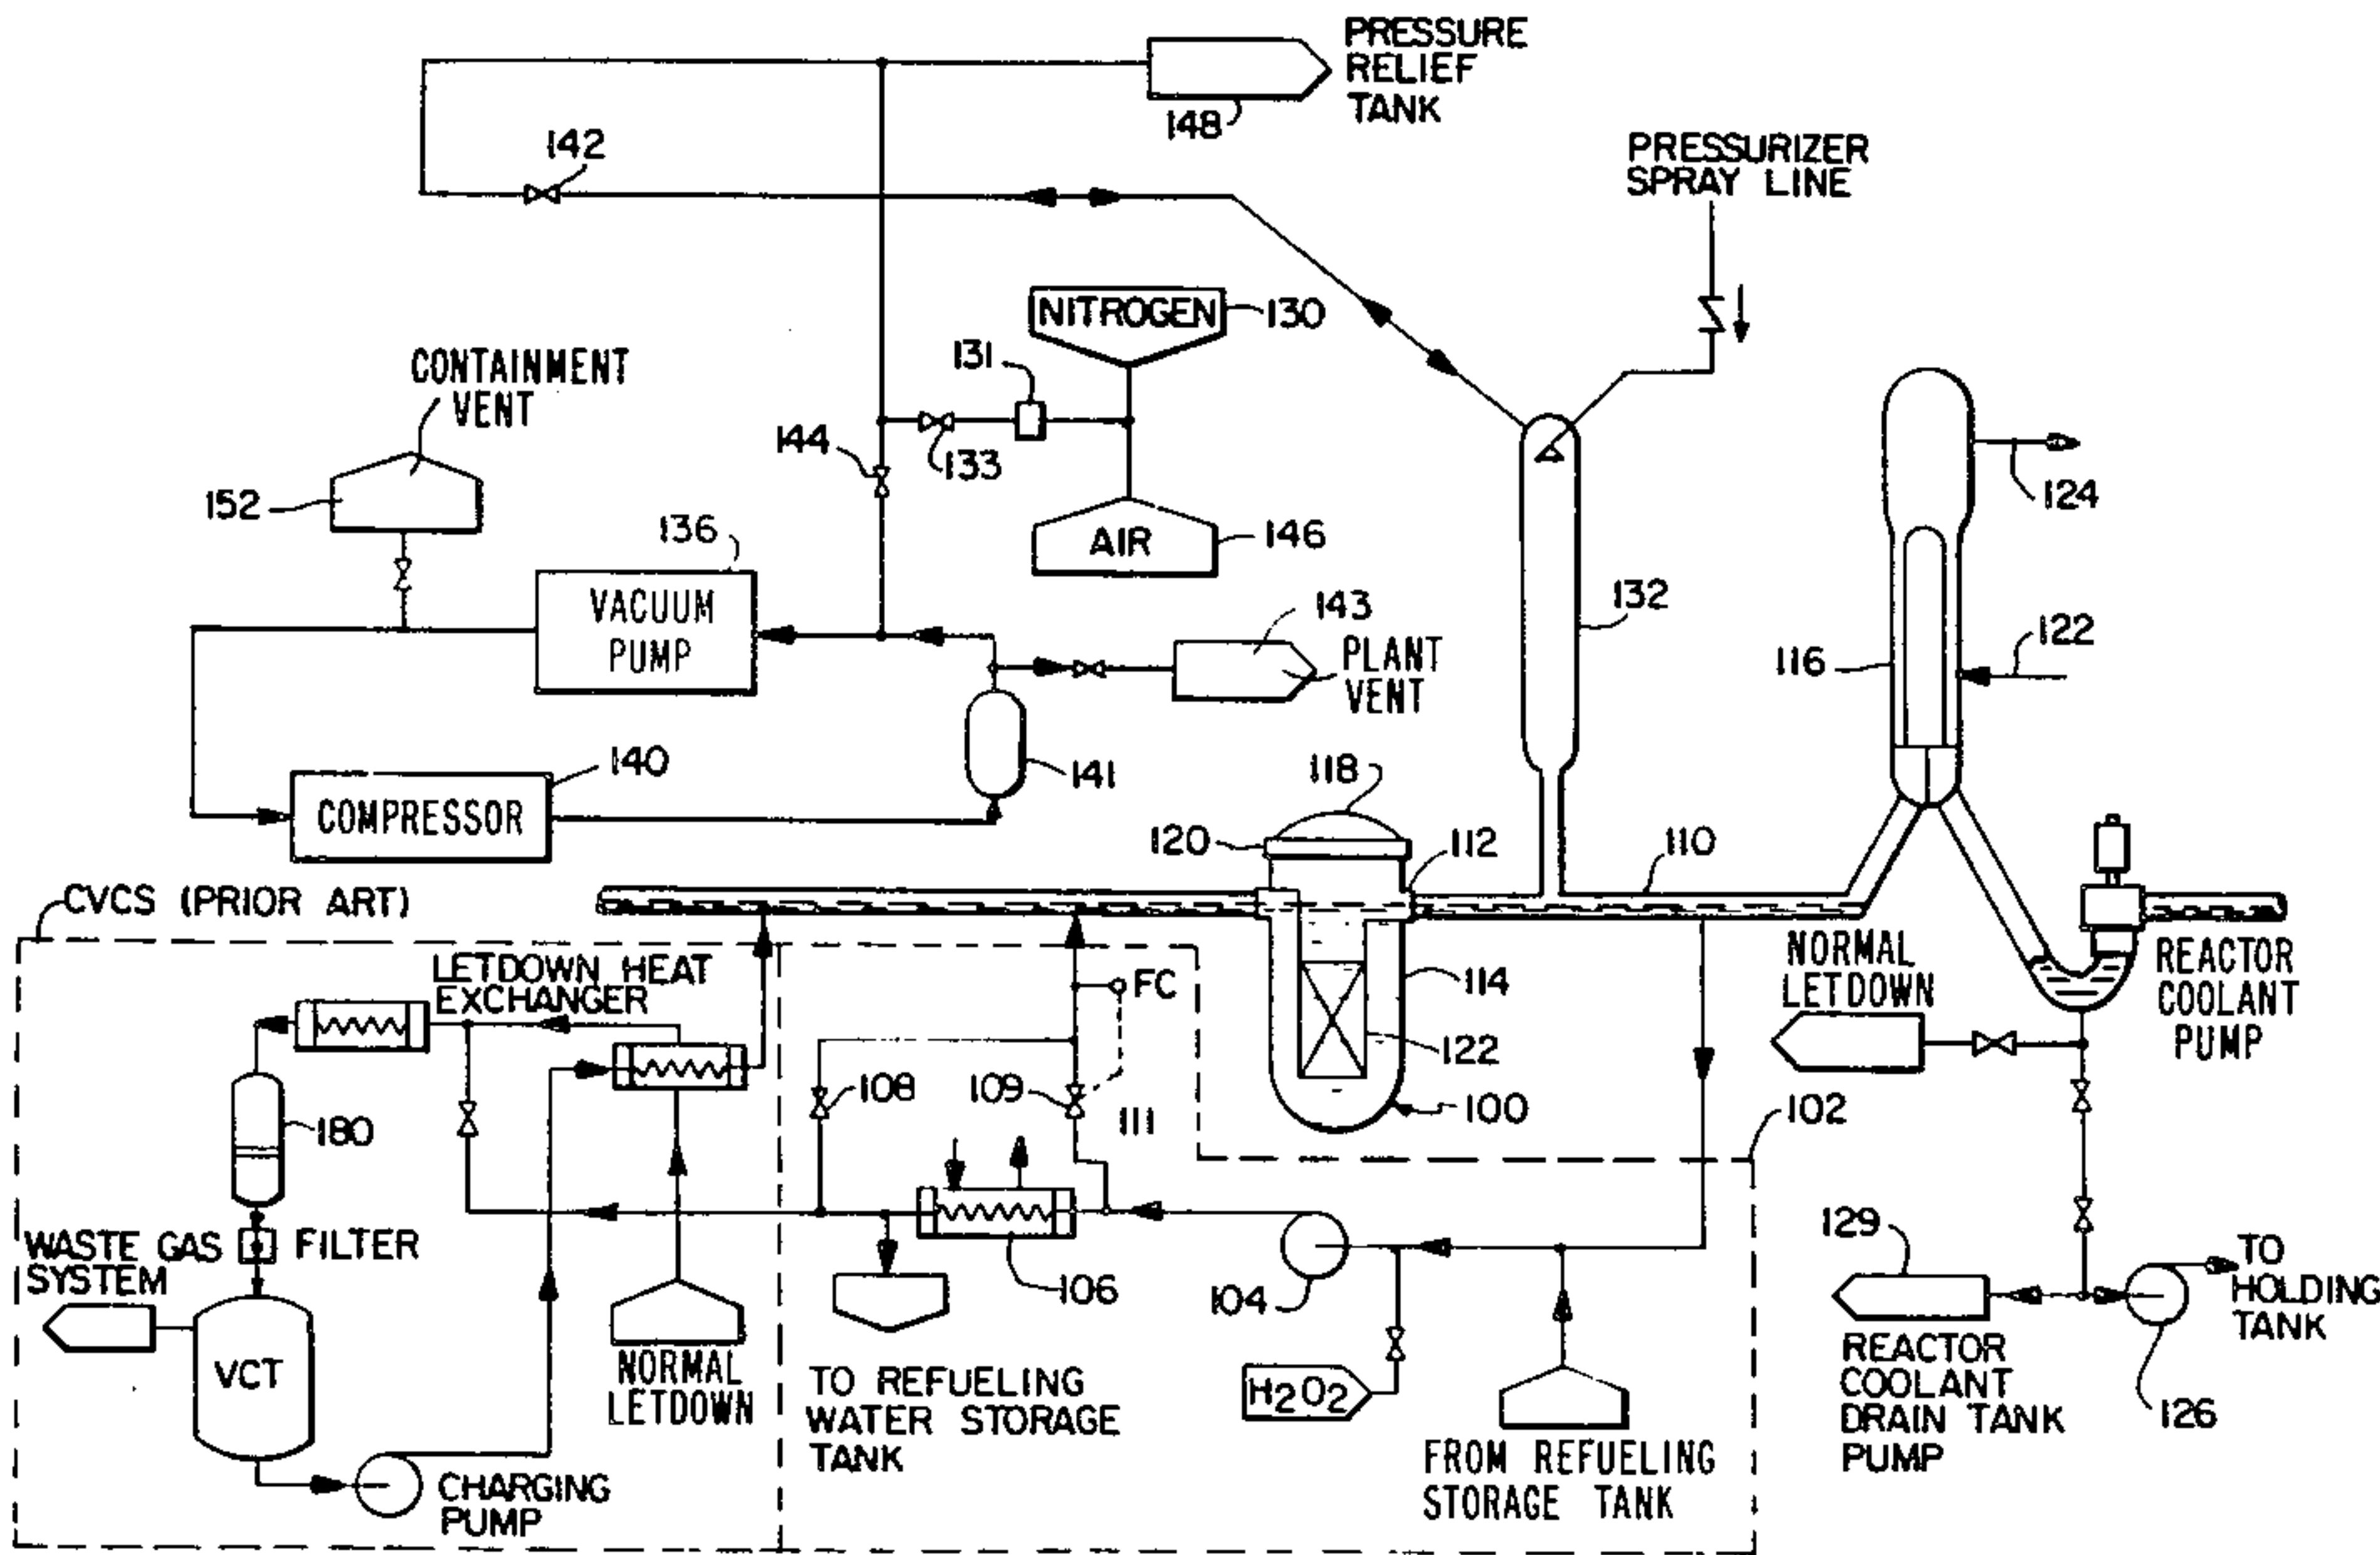 PRESSURE
RELIEF
TANK
148
142
PRESSURIZER
SPRAY LINE
NITROGEN
130
131
CONTAINMENT
VENT
144
133
124
152
AIR
146
136
VACUUM
PUMP
132
143
122
116
PLANT
VENT
140
141
118
COMPRESSOR
120
112
110
CVCS (PRIOR ART)
NORMAL
LETDOWN
REACTOR
COOLANT
PUMP
LETDOWN HEAT
EXCHANGER
FC
114
122
108
109
111
100
102
180
WASTE GAS
SYSTEM
FILTER
106
104
129
TO
HOLDING
TANK
VCT
NORMAL
LETDOWN
TO REFUELING
WATER STORAGE
TANK
H2O2
REACTOR
COOLANT
DRAIN TANK
PUMP
126
FROM REFUELING
STORAGE TANK
CHARGING
PUMP